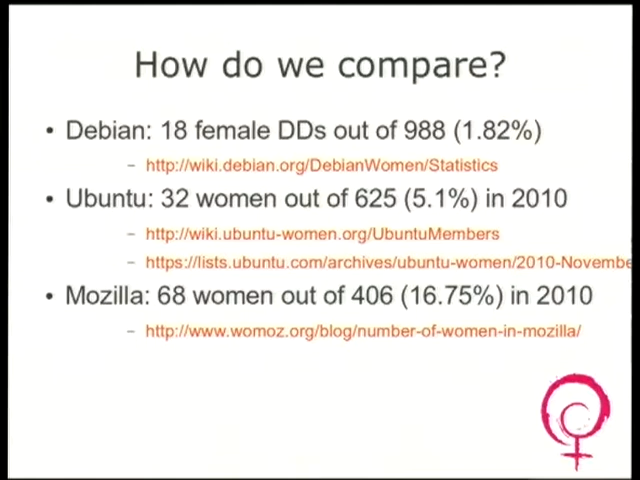 How do we compare?
• Debian: 18 female DDs out of 988 (1.82%)
– http://wiki.debian.org/DebianWomen/Statistics
• Ubuntu: 32 women out of 625 (5.1%) in 2010
– http://wiki.ubuntu-women.org/UbuntuMembers
– https://lists.ubuntu.com/archives/ubuntu-women/2010-Novembe
• Mozilla: 68 women out of 406 (16.75%) in 2010
– http://www.womoz.org/blog/number-of-women-in-mozilla/